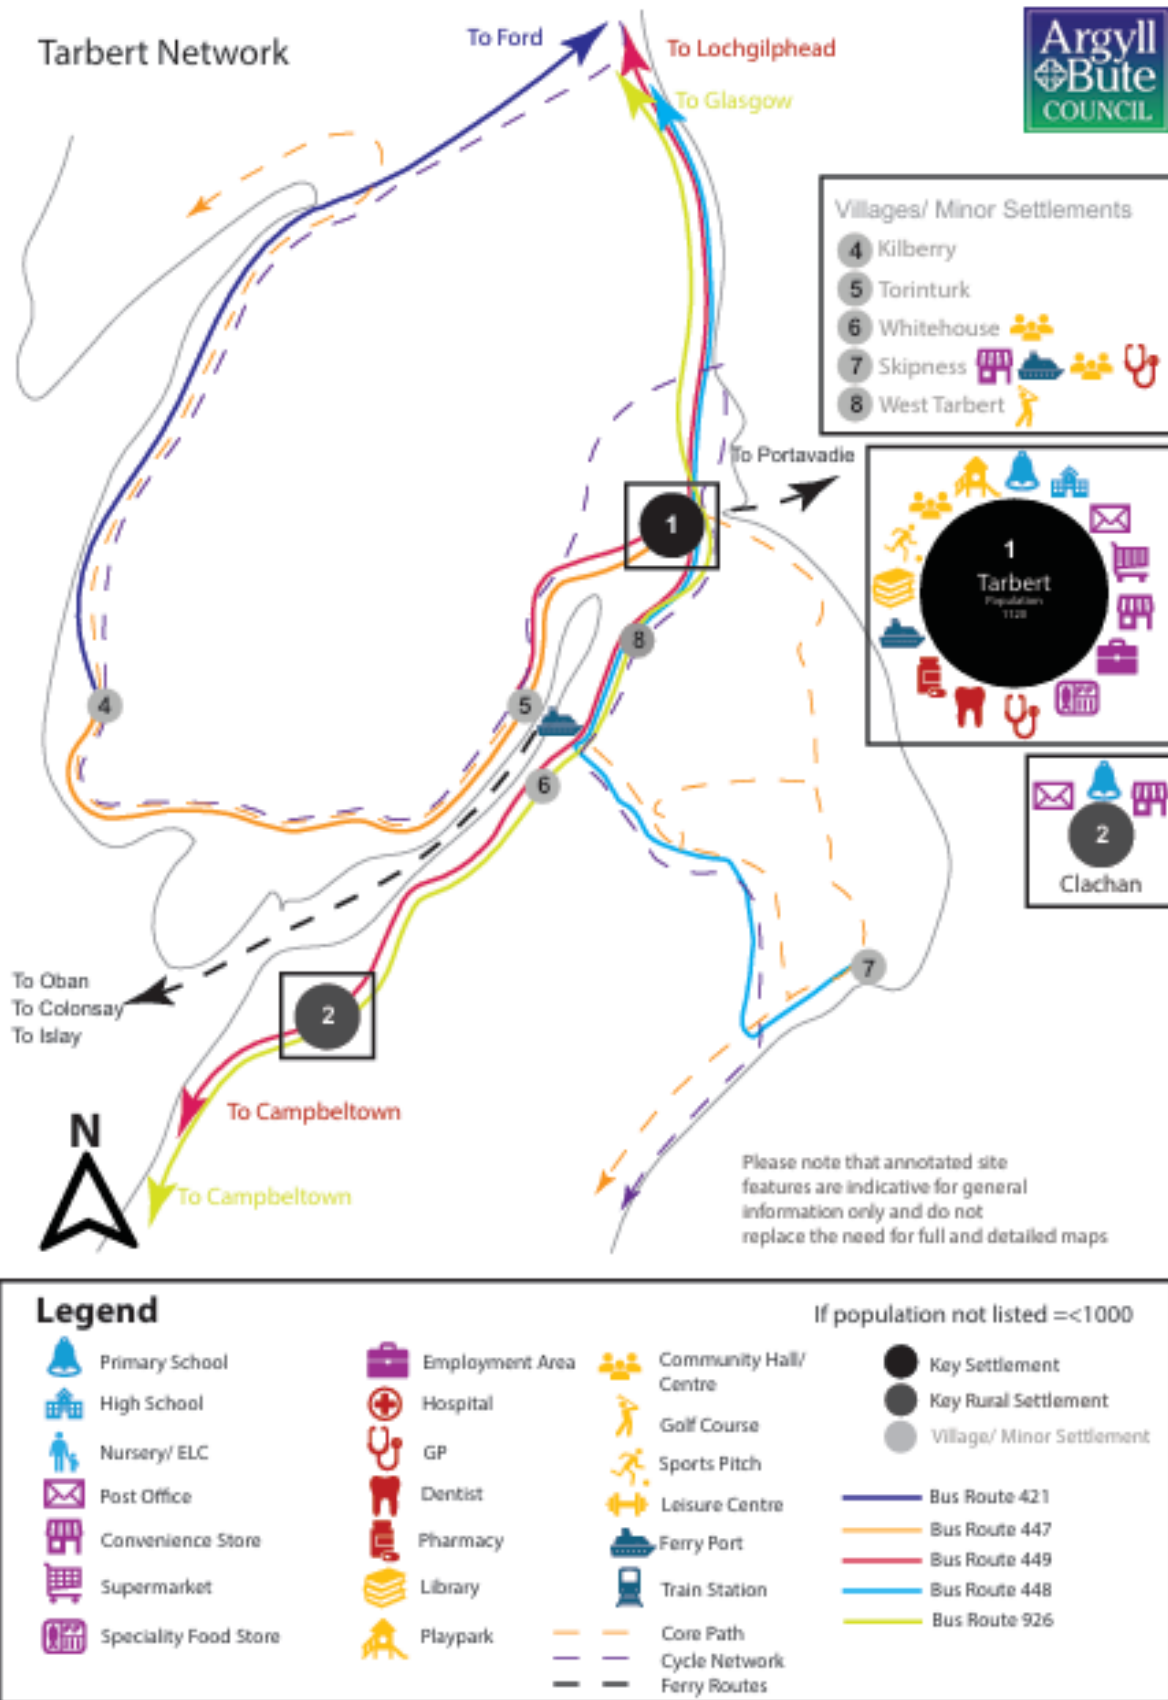 Tarbert Network
To Ford
To Lochgilphead
To Glasgow
Argyll
&Bute
COUNCIL
Villages/ Minor Settlements
4 Kilberry
5 Torinturk
6 Whitehouse
7 Skipness
8 West Tarbert
To Portavadie
1
1
Tarbert
Population
1120
8
4
5
6
2
Clachan
7
To Oban
To Colonsay
To Islay
2
To Campbeltown
N
To Campbeltown
Please note that annotated site
features are indicative for general
information only and do not
replace the need for full and detailed maps
Legend
If population not listed =<1000
Primary School
High School
Nursery/ ELC
Post Office
Convenience Store
Supermarket
Speciality Food Store
Employment Area
Hospital
GP
Dentist
Pharmacy
Library
Playpark
Community Hall/
Centre
Golf Course
Sports Pitch
Leisure Centre
Ferry Port
Train Station
Core Path
Cycle Network
Ferry Routes
Key Settlement
Key Rural Settlement
Village/ Minor Settlement
Bus Route 421
Bus Route 447
Bus Route 449
Bus Route 448
Bus Route 926